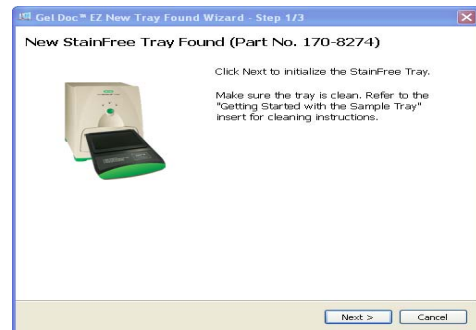 Gel Doc™ EZ New Tray Found Wizard - Step 1/3
New StainFree Tray Found (Part No. 170-8274)
Click Next to initialize the StainFree Tray.
Make sure the tray is clean. Refer to the
"Getting Started with the Sample Tray"
insert for cleaning instructions.
Next >
Cancel